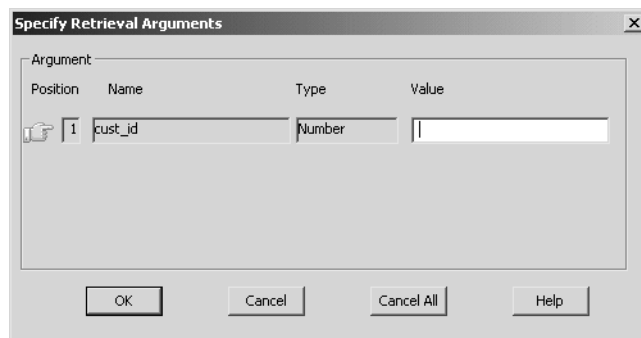 Specify Retrieval Arguments
Argument
Position Name Type Value
1 cust_id Number
OK Cancel Cancel All Help